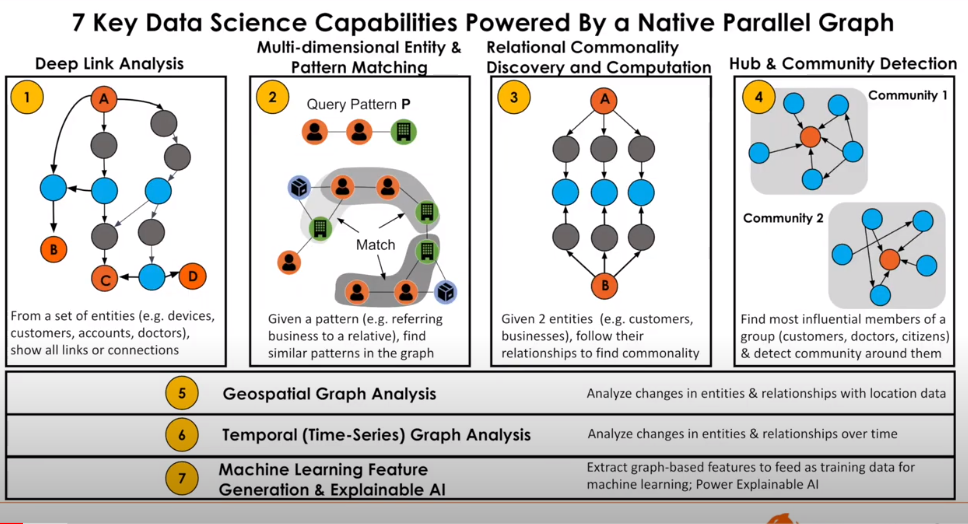 7 Key Data Science Capabilities Powered By a Native Parallel Graph
Deep Link Analysis
1
A
B
C
D
From a set of entities (e.g. devices,
customers, accounts, doctors),
show all links or connections
Multi-dimensional Entity &
Pattern Matching
2
Query Pattern P
Match
Given a pattern (e.g. referring
business to a relative), find
similar patterns in the graph
Relational Commonality
Discovery and Computation
3
A
B
Given 2 entities (e.g. customers,
businesses), follow their
relationships to find commonality
Hub & Community Detection
4
Community 1
Community 2
Find most influential members of a
group (customers, doctors, citizens)
& detect community around them
5
Geospatial Graph Analysis
Analyze changes in entities & relationships with location data
6
Temporal (Time-Series) Graph Analysis
Analyze changes in entities & relationships over time
7
Machine Learning Feature
Generation & Explainable AI
Extract graph-based features to feed as training data for
machine learning; Power Explainable AI